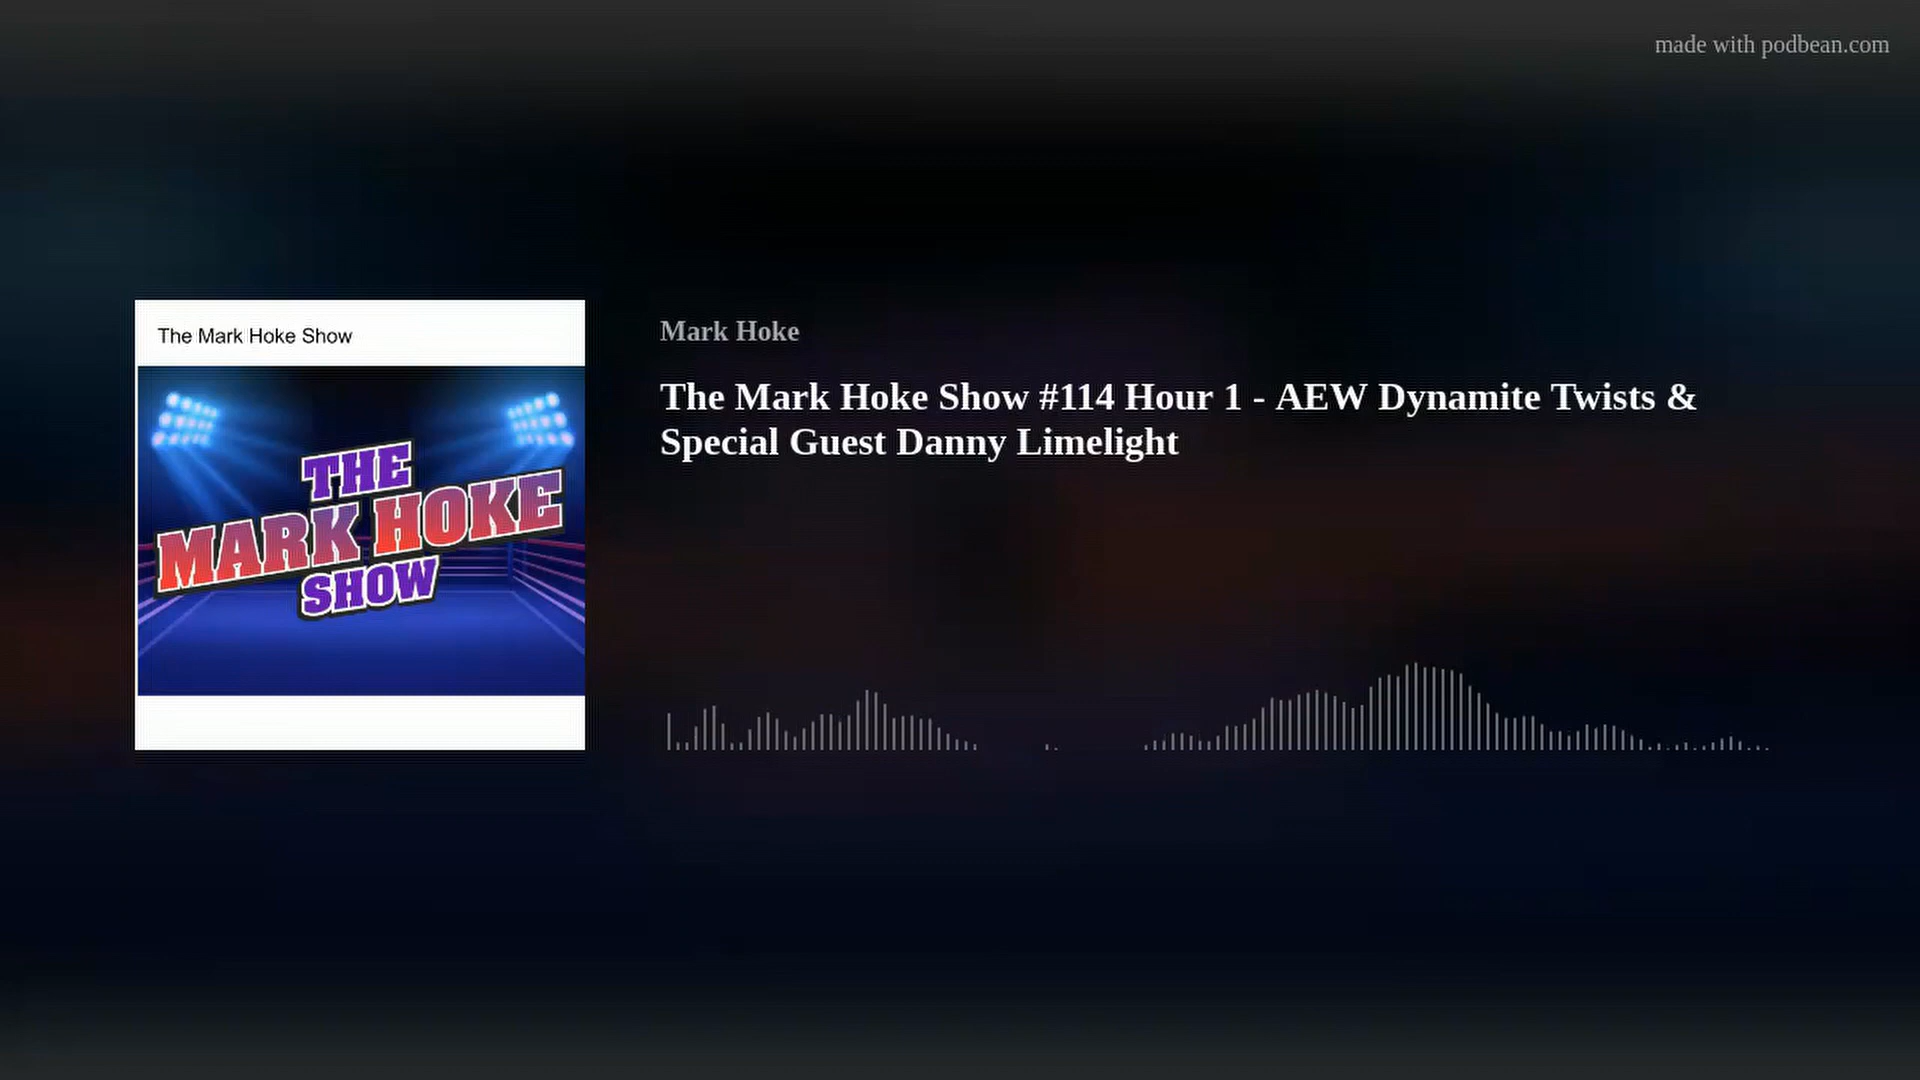 made with podbean.com
The Mark Hoke Show
THE
MARK HOKE
SHOW
Mark Hoke
The Mark Hoke Show #114 Hour 1 - AEW Dynamite Twists &
Special Guest Danny Limelight